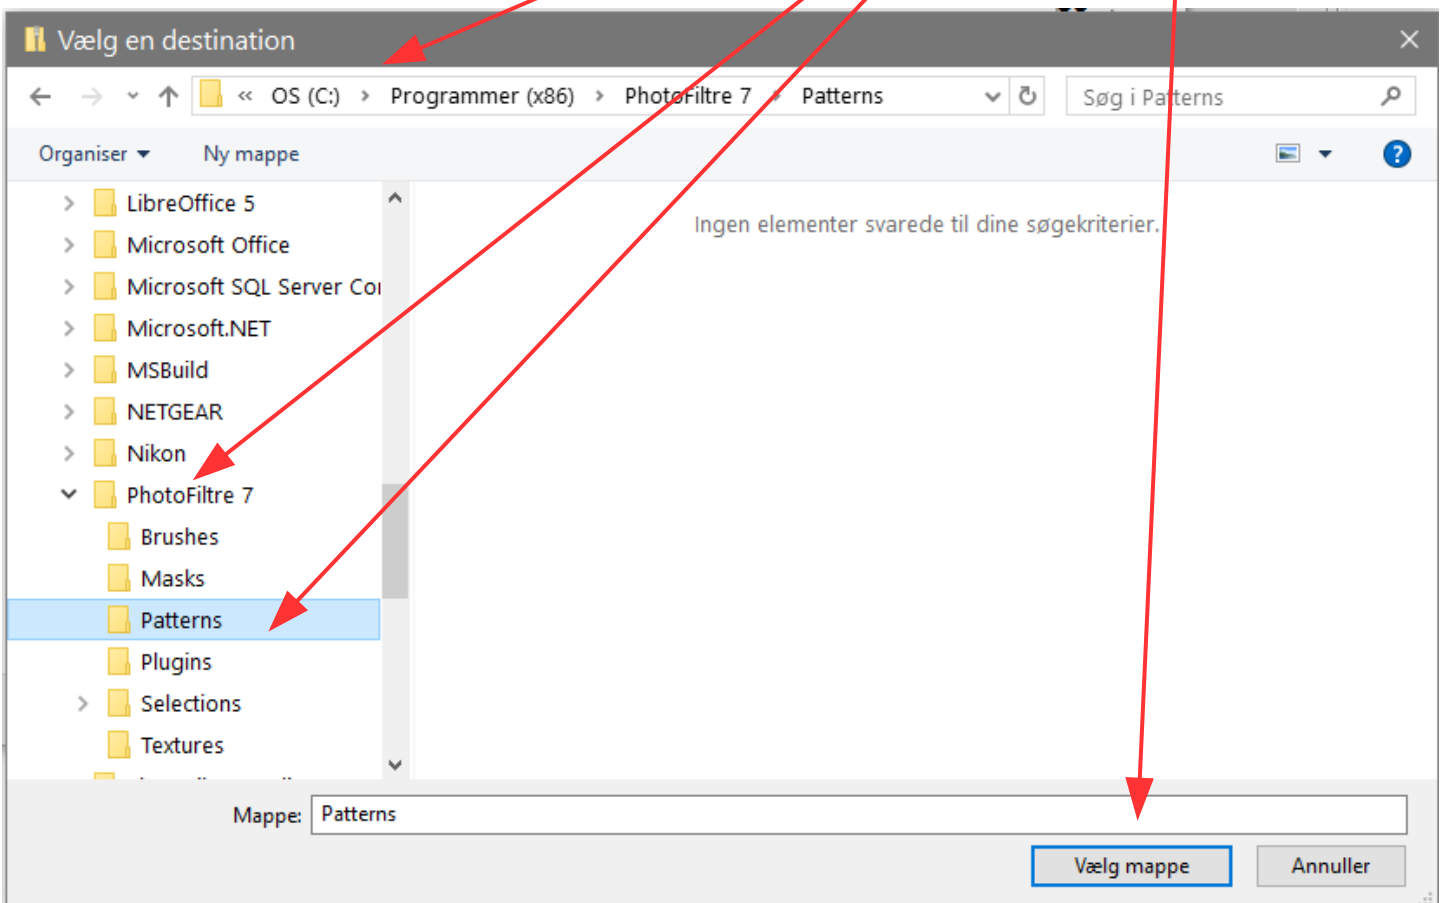 Vælg en destination
« OS (C:) > Programmer (x86) > PhotoFiltre 7 > Patterns
Søg i Patterns
Organiser
Ny mappe
LibreOffice 5
Microsoft Office
Microsoft SQL Server Co
Microsoft.NET
MSBuild
NETGEAR
Nikon
PhotoFiltre 7
Brushes
Masks
Patterns
Plugins
Selections
Textures
Ingen elementer svarede til dine søgekriterier.
Mappe: Patterns
Vælg mappe
Annuller